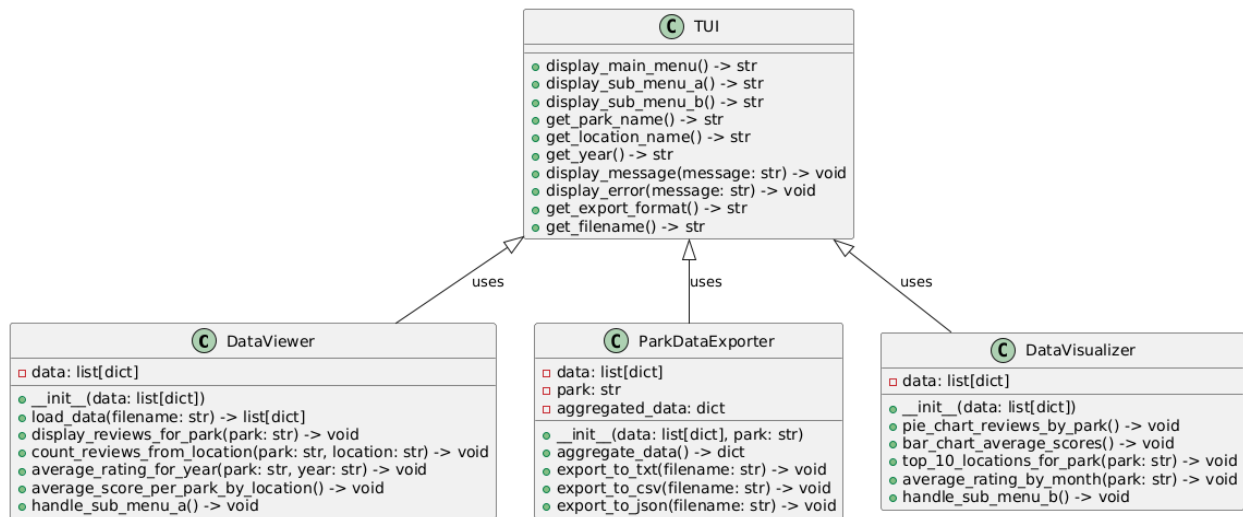 C TUI
display_main_menu() -> str
display_sub_menu_a() -> str
display_sub_menu_b() -> str
get_park_name() -> str
get_location_name() -> str
get_year() -> str
display_message(message: str) -> void
display_error(message: str) -> void
get_export_format() -> str
get_filename() -> str
uses
uses
uses
C DataViewer
data: list[dict]
__init__(data: list[dict])
load_data(filename: str) -> list[dict]
display_reviews_for_park(park: str) -> void
count_reviews_from_location(park: str, location: str) -> void
average_rating_for_year(park: str, year: str) -> void
average_score_per_park_by_location() -> void
handle_sub_menu_a() -> void
C ParkDataExporter
data: list[dict]
park: str
aggregated_data: dict
__init__(data: list[dict], park: str)
aggregate_data() -> dict
export_to_txt(filename: str) -> void
export_to_csv(filename: str) -> void
export_to_json(filename: str) -> void
C DataVisualizer
data: list[dict]
__init__(data: list[dict])
pie_chart_reviews_by_park() -> void
bar_chart_average_scores() -> void
top_10_locations_for_park(park: str) -> void
average_rating_by_month(park: str) -> void
handle_sub_menu_b() -> void